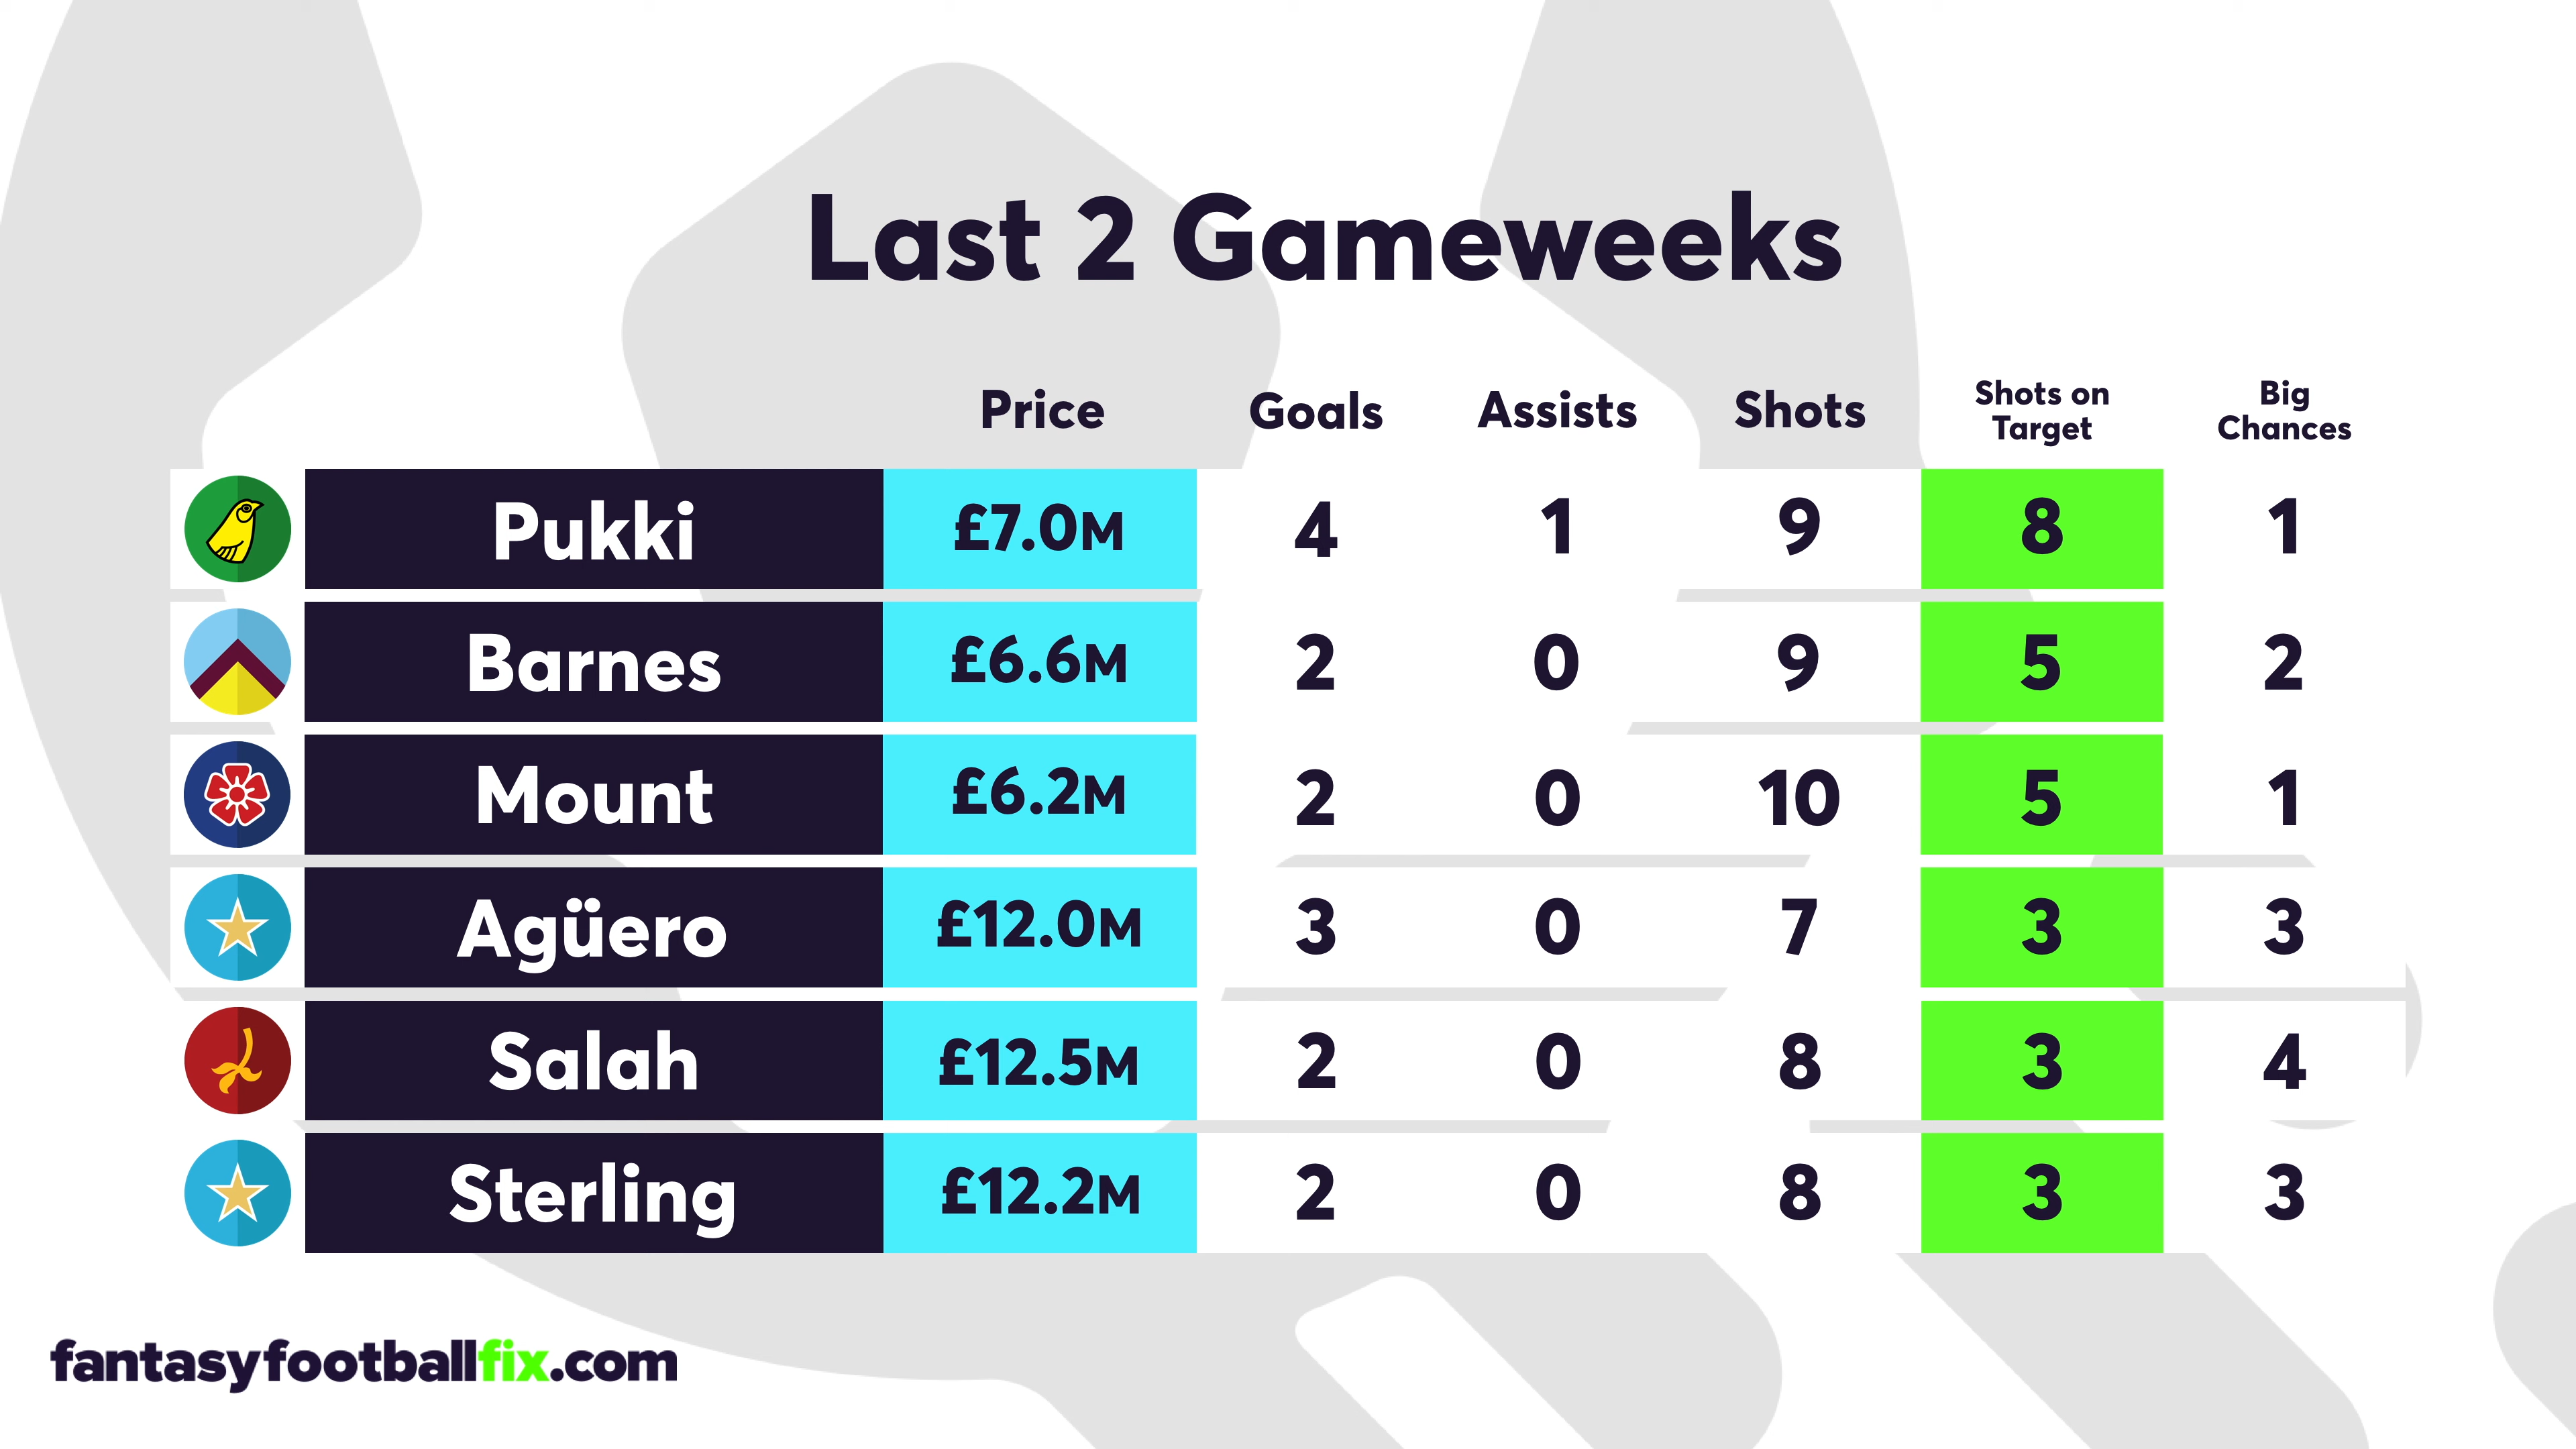 Last 2 Gameweeks
Price Goals Assists Shots Shots on Target Big Chances
Pukki £7.0M 4 1 9 8 1
Barnes £6.6M 2 0 9 5 2
Mount £6.2M 2 0 10 5 1
Agüero £12.0M 3 0 7 3 3
Salah £12.5M 2 0 8 3 4
Sterling £12.2M 2 0 8 3 3
fantasyfootballfix.com